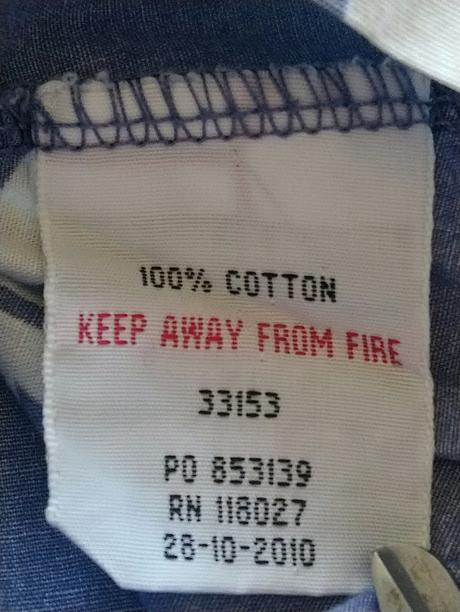 100% COTTON
KEEP AWAY FROM FIRE
33153
PO 853139
RN 118027
28-10-2010